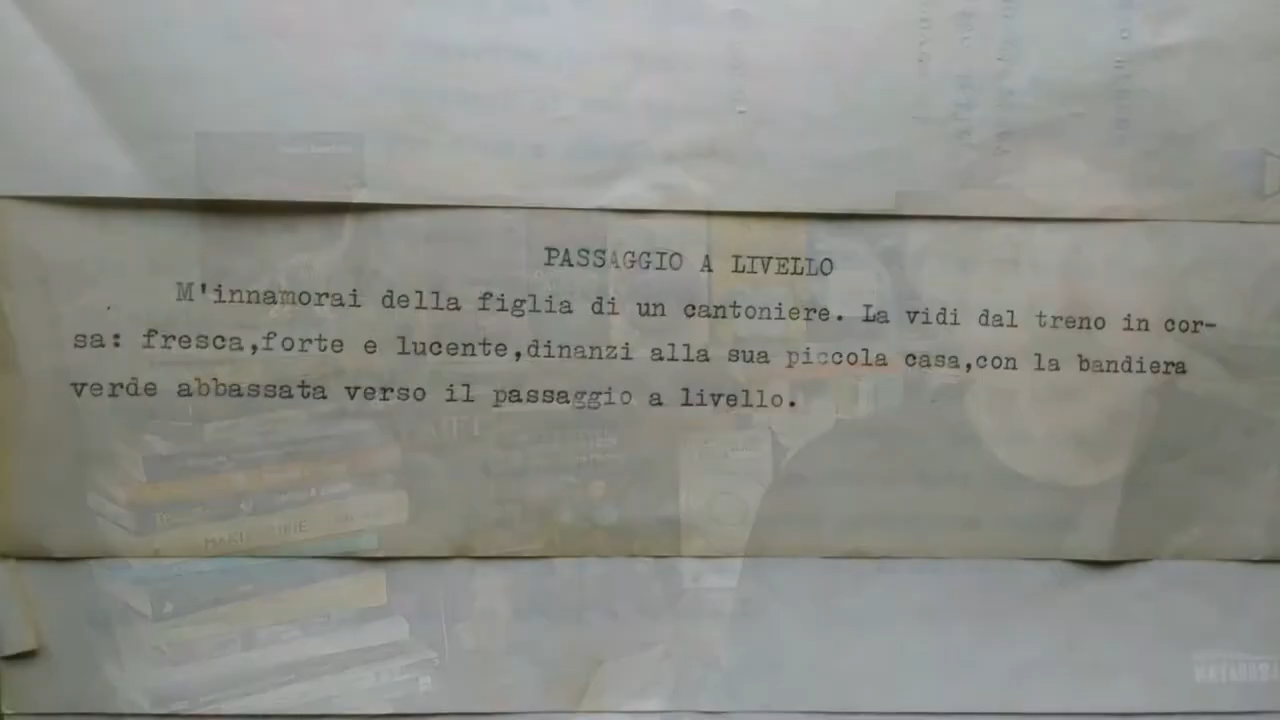 PASSAGGIO A LIVELLO
M'innamorai della figlia di un cantoniere. La vidi dal treno in cor-
sa: fresca,forte e lucente,dinanzi alla sua piccola casa,con la bandiera
verde abbassata verso il passaggio a livello.